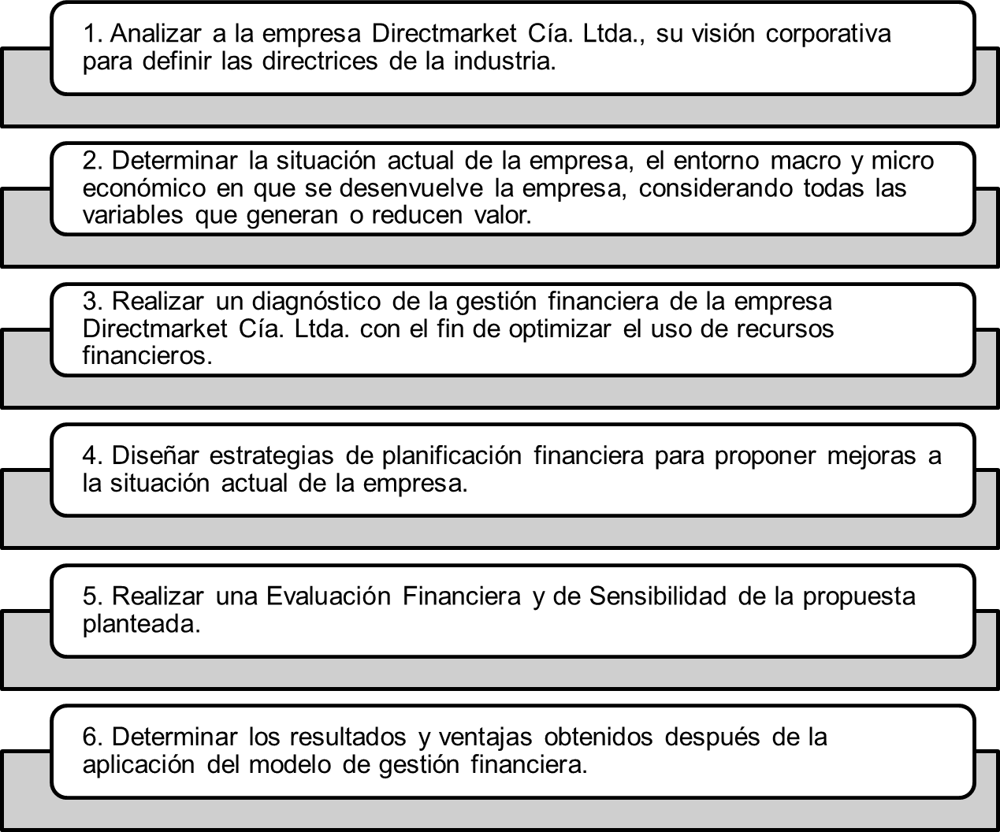 1. Analizar a la empresa Directmarket Cía. Ltda., su visión corporativa
para definir las directrices de la industria.
2. Determinar la situación actual de la empresa, el entorno macro y micro
económico en que se desenvuelve la empresa, considerando todas las
variables que generan o reducen valor.
3. Realizar un diagnóstico de la gestión financiera de la empresa
Directmarket Cía. Ltda. con el fin de optimizar el uso de recursos
financieros.
4. Diseñar estrategias de planificación financiera para proponer mejoras a
la situación actual de la empresa.
5. Realizar una Evaluación Financiera y de Sensibilidad de la propuesta
planteada.
6. Determinar los resultados y ventajas obtenidos después de la
aplicación del modelo de gestión financiera.